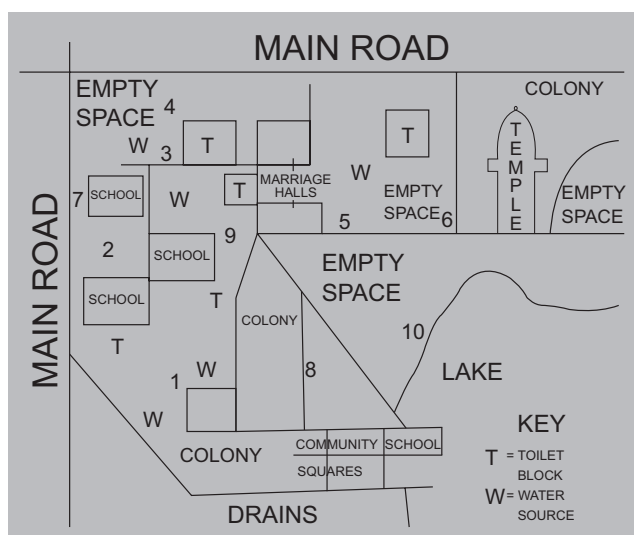 MAIN ROAD
EMPTY
SPACE
COLONY
4
T
T
TEMPLE
W
3
MARRIAGE
HALLS
W
7
SCHOOL
W
T
EMPTY
SPACE
EMPTY
SPACE
5
6
MAIN ROAD
2
SCHOOL
9
EMPTY
SPACE
SCHOOL
T
COLONY
10
T
W
8
LAKE
1
W
KEY
COLONY
COMMUNITY
SCHOOL
SQUARES
T = TOILET
BLOCK
W = WATER
SOURCE
DRAINS